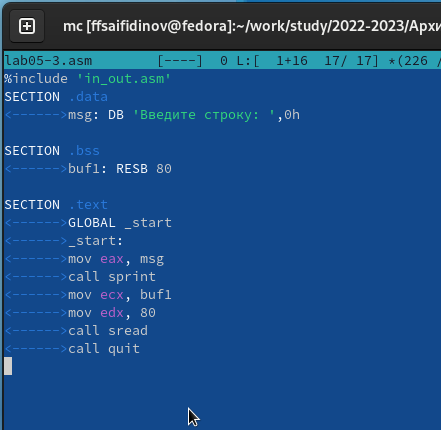 mc [ffsaifidinov@fedora]:~/work/study/2022-2023/Архи
lab05-3.asm [----] 0 L:[ 1+16 17/ 17] *(226 /
%include 'in_out.asm'
SECTION .data
<------>msg: DB 'Введите строку: ',0h
SECTION .bss
<------>buf1: RESB 80
SECTION .text
<------>GLOBAL _start
<------>_start:
<------>mov eax, msg
<------>call sprint
<------>mov ecx, buf1
<------>mov edx, 80
<------>call sread
<------>call quit